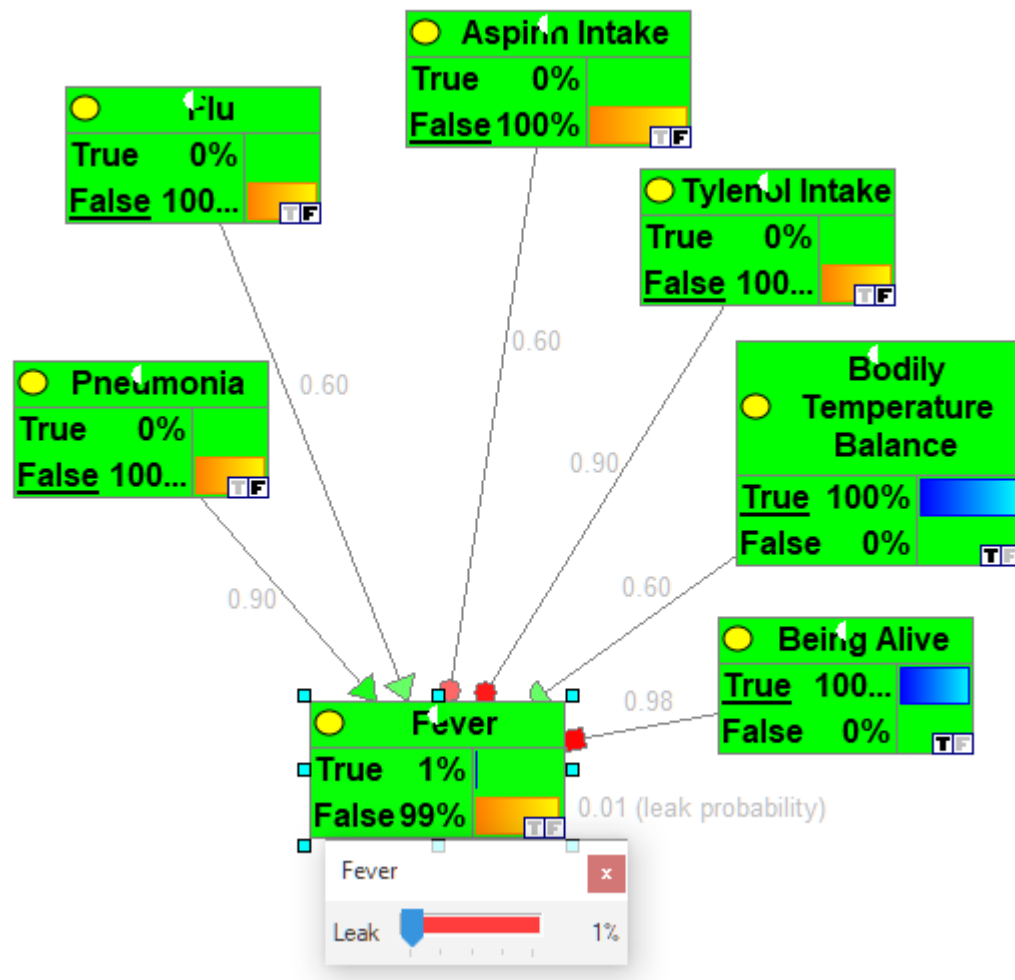 Aspirin Intake
True 0%
False 100%
Flu
True 0%
False 100...
Tylenol Intake
True 0%
False 100...
0.60
0.60
Bodily
Temperature
Balance
True 100%
False 0%
Pneumonia
True 0%
False 100...
0.90
0.60
0.90
Being Alive
True 100...
False 0%
0.98
Fever
True 1%
False 99%
T F
0.01 (leak probability)
Fever
x
Leak
1%